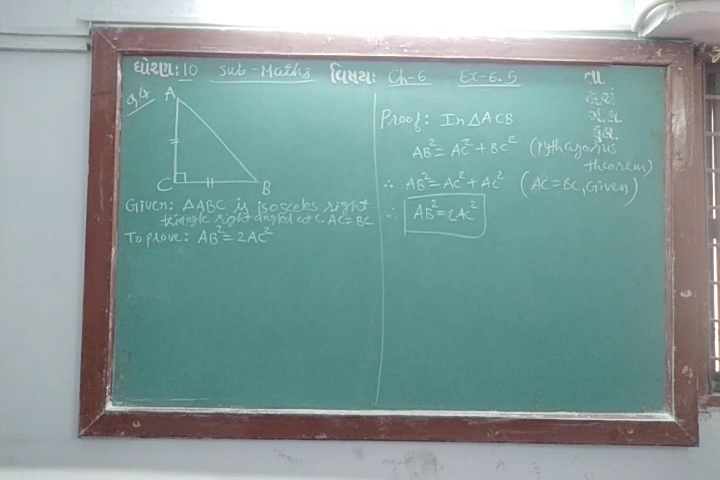 ધોરણ: 10 Sub-Maths વિષય: Ch-6 Ex-6.5 તા.
Q.4
A
C
B
Given: △ABC is isosceles right
triangle right angled at C. AC = BC
To prove: AB² = 2AC²
Proof: In △ACB
AB² = AC² + BC² (Pythagorus
theorem)
∴ AB² = AC² + AC² (AC = BC, Given)
∴ AB² = 2AC²
કુલ.